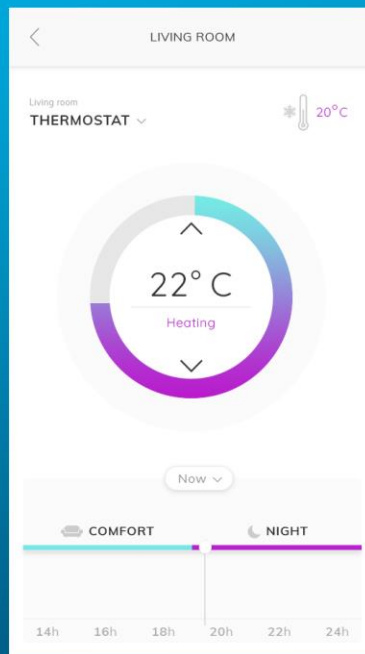 LIVING ROOM
Living room
THERMOSTAT
20°C
22° C
Heating
Now
COMFORT NIGHT
14h 16h 18h 20h 22h 24h